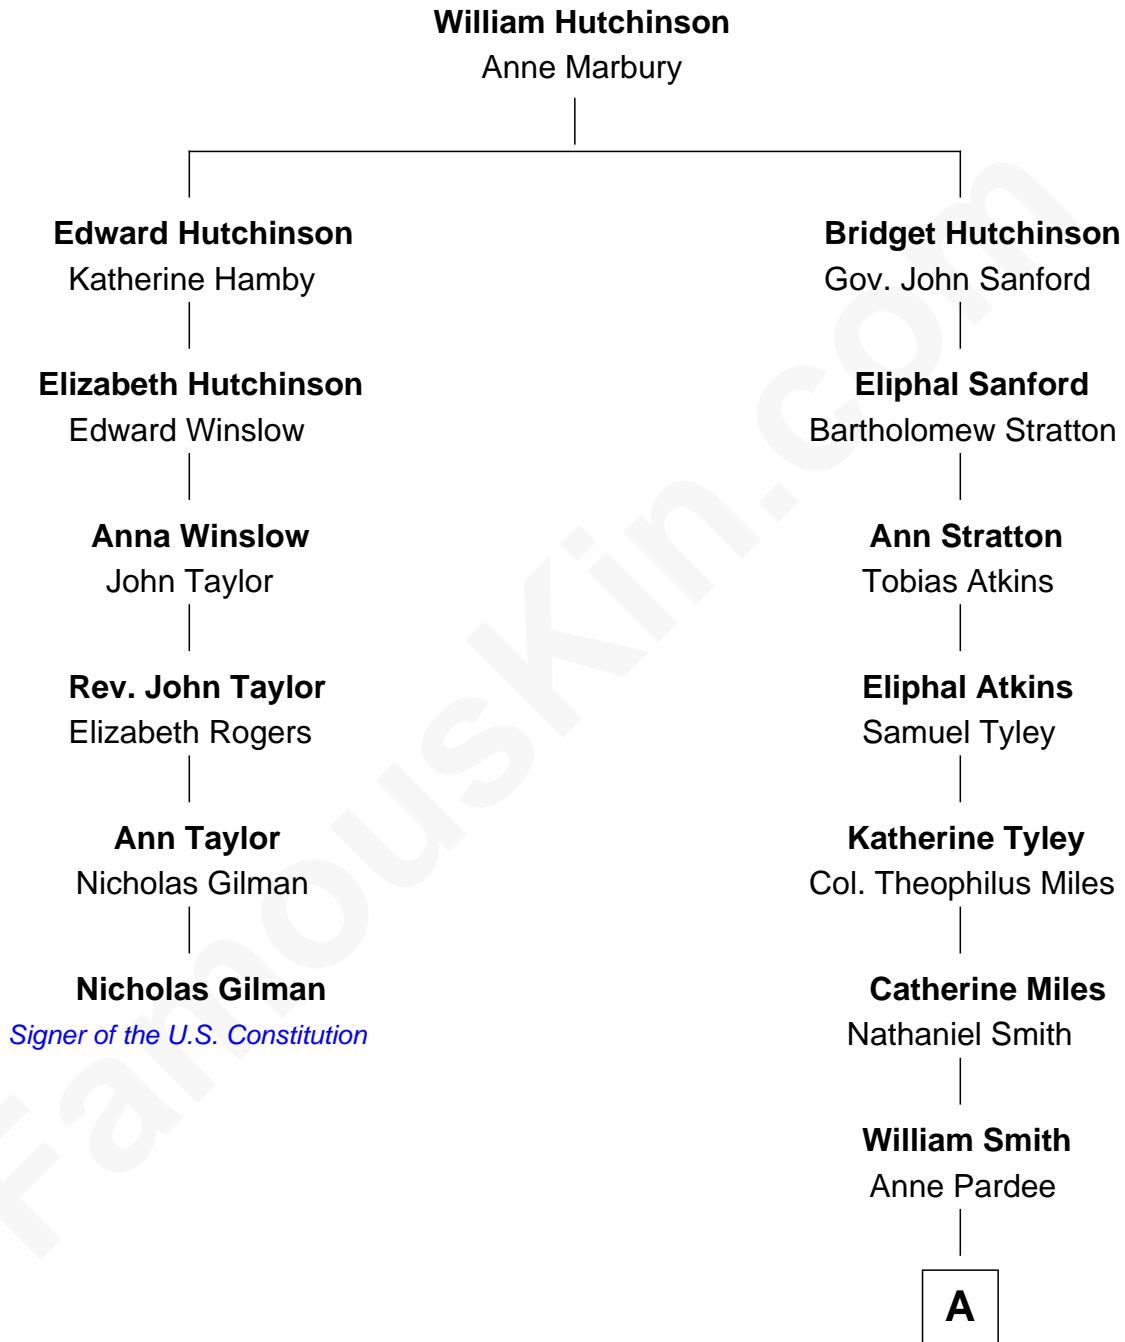 William Hutchinson
Anne Marbury
Edward Hutchinson
Katherine Hamby
Elizabeth Hutchinson
Edward Winslow
Anna Winslow
John Taylor
Rev. John Taylor
Elizabeth Rogers
Ann Taylor
Nicholas Gilman
Nicholas Gilman
Signer of the U.S. Constitution
Bridget Hutchinson
Gov. John Sanford
Eliphal Sanford
Bartholomew Stratton
Ann Stratton
Tobias Atkins
Eliphal Atkins
Samuel Tyley
Katherine Tyley
Col. Theophilus Miles
Catherine Miles
Nathaniel Smith
William Smith
Anne Pardee
A
FamousKin.com